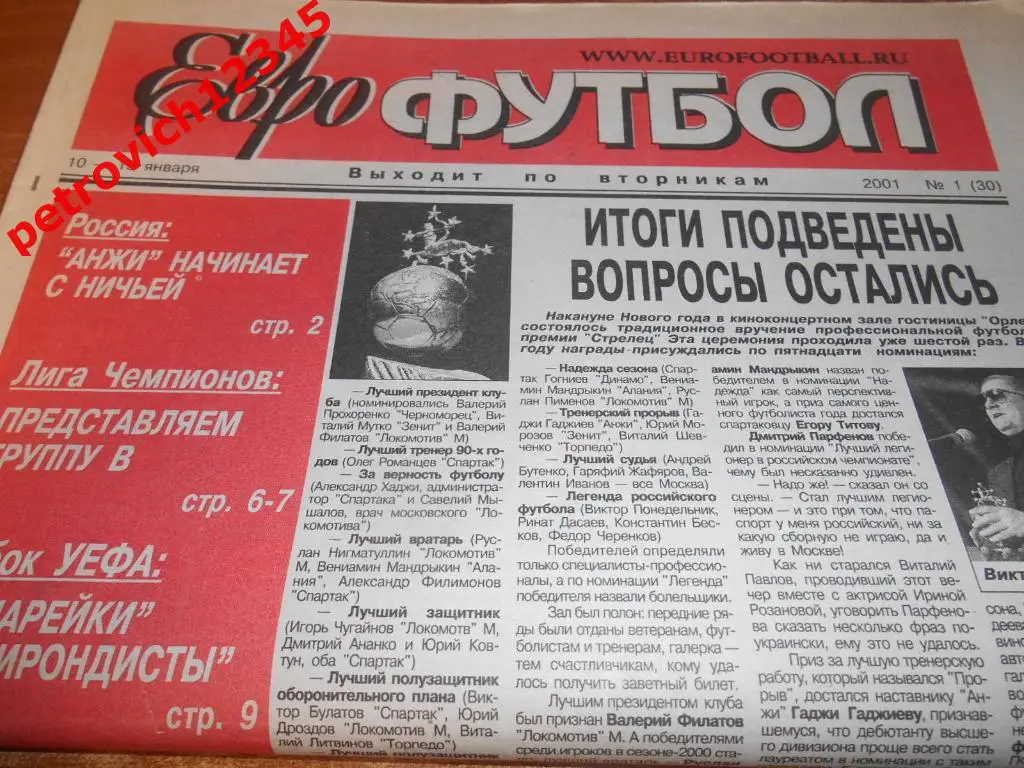 petrovich12345
Евро
ФУТБОЛ
WWW.EUROFOOTBALL.RU
10 января
Выходит по вторникам
2001 № 1 (30)
Россия:
"АНЖИ" НАЧИНАЕТ
С НИЧЬЕЙ
стр. 2
Лига Чемпионов:
ПРЕДСТАВЛЯЕМ
РУППУ В
стр. 6-7
бок УЕФА:
АРЕЙКИ"
ИРОНДИСТЫ"
стр. 9
ИТОГИ ПОДВЕДЕНЫ
ВОПРОСЫ ОСТАЛИСЬ
Накануне Нового года в киноконцертном зале гостиницы "Орле
состоялось традиционное вручение профессиональной футбол
премии "Стрелец" Эта церемония проходила уже шестой раз. В
году награды присуждались по пятнадцати номинациям:
— Лучший президент клу-
ба (номинировались Валерий
Прохоренко "Черноморец", Ви-
талий Мутко "Зенит" и Валерий
Филатов "Локомотив" М)
— Лучший тренер 90-х го-
дов (Олег Романцев "Спартак")
— За верность футболу
(Александр Хаджи, администра-
тор "Спартака" и Савелий Мы-
шалов, врач московского "Ло-
комотива")
— Лучший вратарь (Рус-
лан Нигматуллин "Локомотив"
М, Вениамин Мандрыкин "Ала-
ния", Александр Филимонов
"Спартак")
— Лучший защитник
(Игорь Чугайнов "Локомотв" М,
Дмитрий Ананко и Юрий Ков-
тун, оба "Спартак")
— Лучший полузащитник
оборонительного плана (Вик-
тор Булатов "Спартак", Юрий
Дроздов "Локомотив" М, Вита-
лий Литвинов "Торпедо")
— Надежда сезона (Спар-
так Гогниев "Динамо", Вениа-
мин Мандрыкин "Алания", Рус-
лан Пименов "Локомотив" М)
— Тренерский прорыв (Га-
джи Гаджиев "Анжи", Юрий Мо-
розов "Зенит", Виталий Шев-
ченко "Торпедо")
— Лучший судья (Андрей
Бутенко, Гаряфий Жафяров, Ва-
лентин Иванов — все Москва)
— Легенда российского
футбола (Виктор Понедельник,
Ринат Дасаев, Константин Бес-
ков, Федор Черенков)
Победителей определяли
только специалисты-профессио-
налы, а по номинации "Легенда"
победителя назвали болельщики.
Зал был полон: передние ря-
ды были отданы ветеранам, фут-
болистам и тренерам, галерка —
тем счастливчикам, кому уда-
лось получить заветный билет.
Лучшим президентом клуба
был признан Валерий Филатов
"Локомотив" М. А победителями
среди игроков в сезоне-2000 ста-
амин Мандрыкин назван по-
бедителем в номинации "На-
дежда" как самый перспектив-
ный игрок, а приз самого цен-
ного футболиста года достался
спартаковцу Егору Титову.
Дмитрий Парфенов побе-
дил в номинации "Лучший леги-
онер в российском чемпионате",
чему был несказанно удивлен.
— Надо же! — сказал он со
сцены. — Стал лучшим легио-
нером — и это при том, что па-
спорт у меня российский, ни за
какую сборную не играю, да и
живу в Москве!
Как ни старался Виталий
Павлов, проводивший этот ве-
чер вместе с актрисой Ириной
Розановой, уговорить Парфе-
нова сказать несколько фраз по-
украински, ему это не удалось.
Приз за лучшую тренерскую
работу, который назывался "Про-
рыв", достался наставнику "Ан-
жи" Гаджи Гаджиеву, признав-
шемуся, что дебютанту высше-
го дивизиона проще всего стать
лауреатом в номинации с таким
Викт